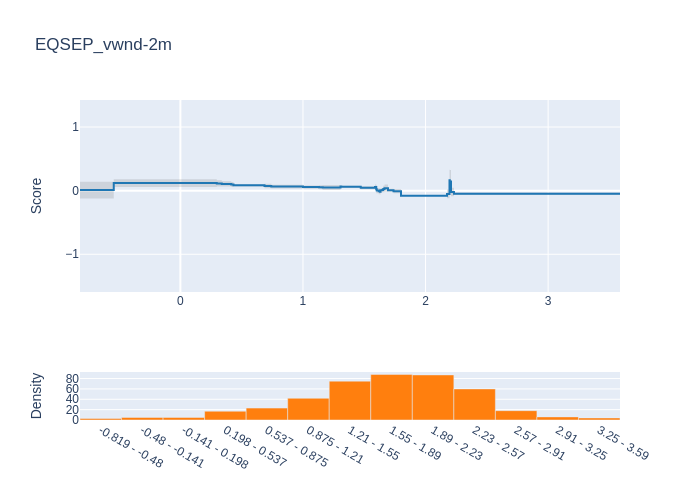 EQSEP_vwnd-2m
Score
1
0
−1
0
1
2
3
Density
80
60
40
20
0
-0.819 - -0.48
-0.48 - -0.141
-0.141 - 0.198
0.198 - 0.537
0.537 - 0.875
0.875 - 1.21
1.21 - 1.55
1.55 - 1.89
1.89 - 2.23
2.23 - 2.57
2.57 - 2.91
2.91 - 3.25
3.25 - 3.59